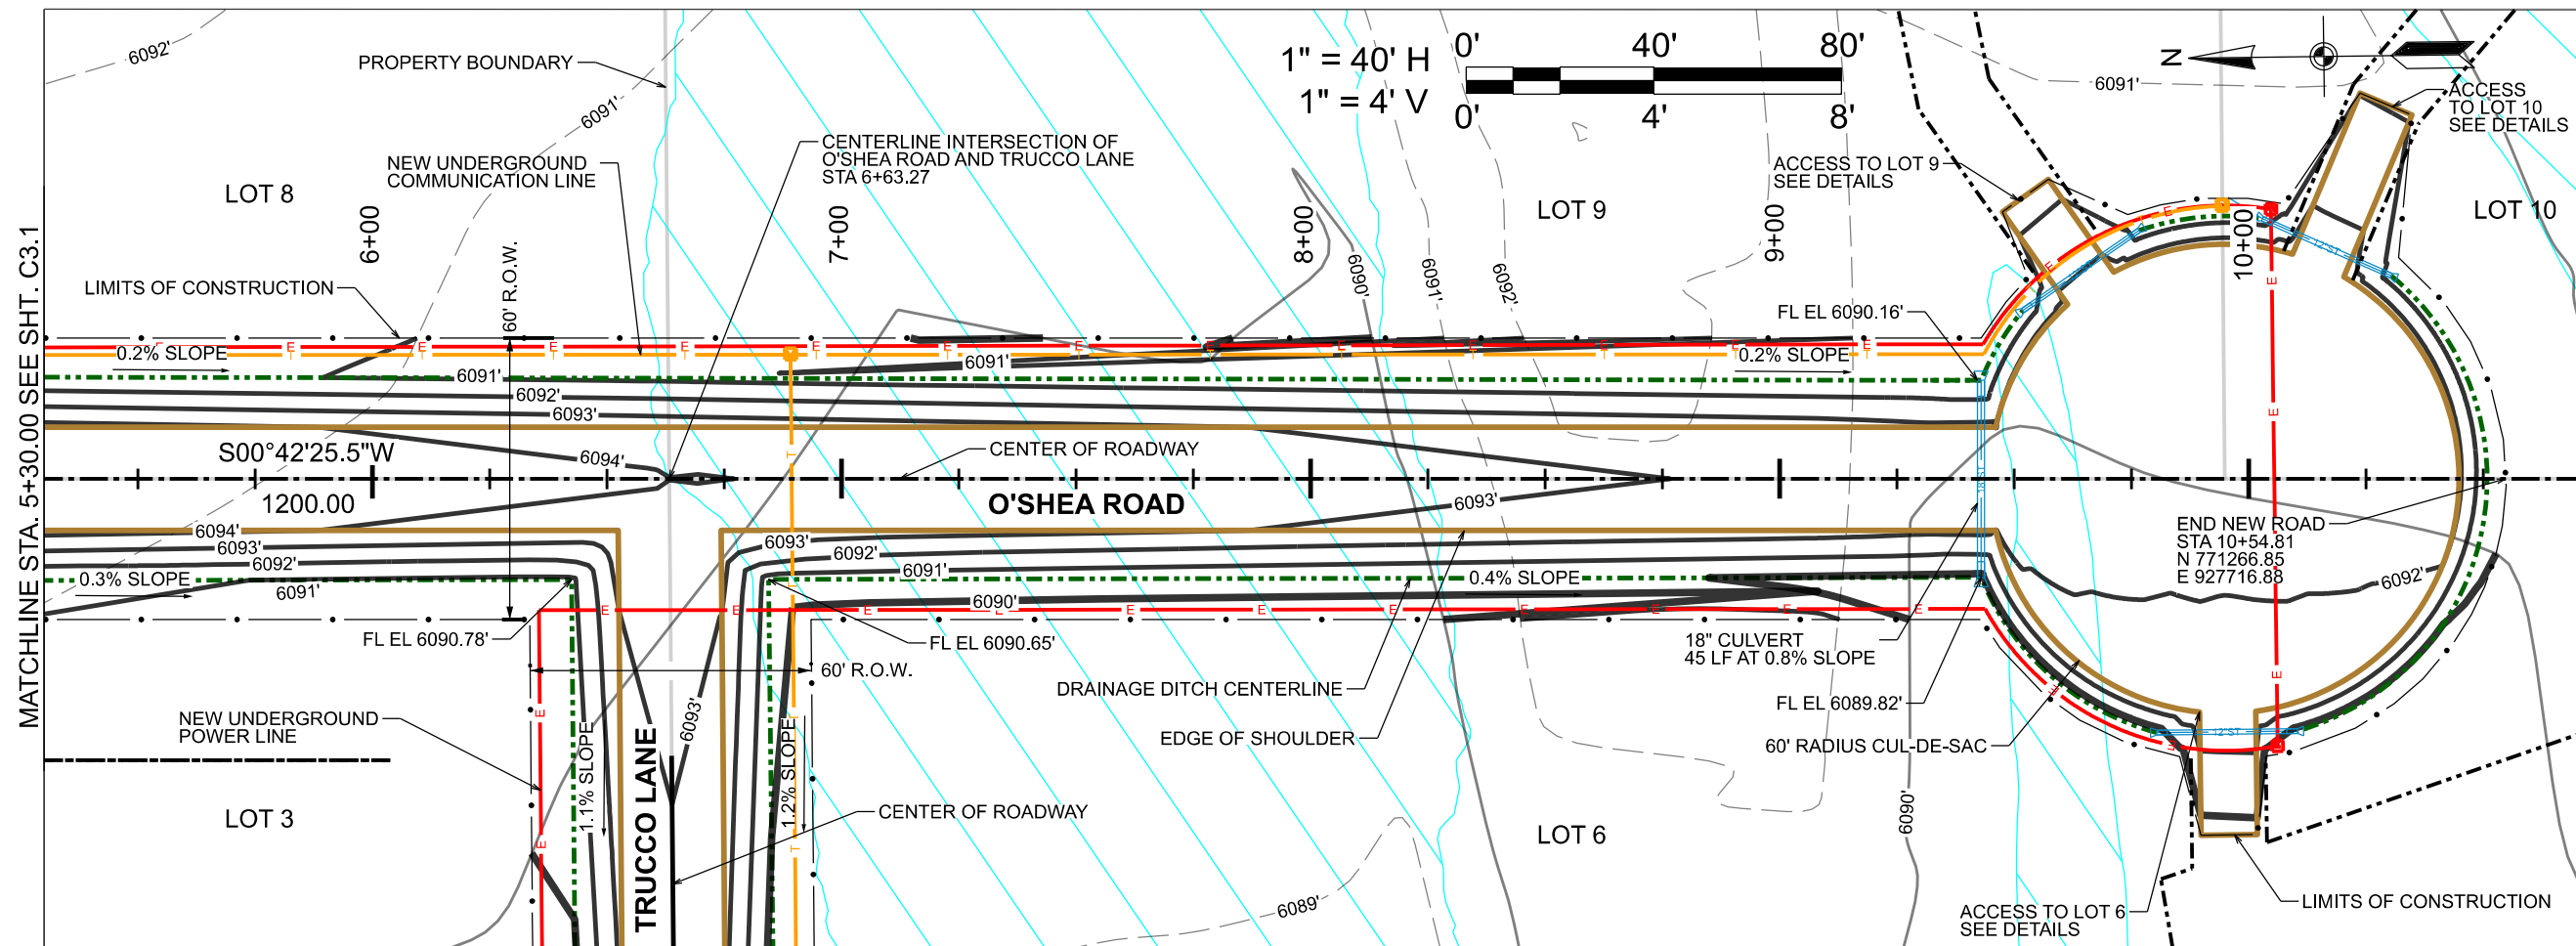 MATCHLINE STA. 5+30.00 SEE SHT. C3.1
6092'
PROPERTY BOUNDARY
6091'
NEW UNDERGROUND
COMMUNICATION LINE
LOT 8
CENTERLINE INTERSECTION OF
O'SHEA ROAD AND TRUCCO LANE
STA 6+63.27
1" = 40' H
1" = 4' V
0' 40' 80'
0' 4' 8'
N
6091'
ACCESS
TO LOT 10
SEE DETAILS
ACCESS TO LOT 9
SEE DETAILS
LOT 9
LOT 10
6+00
7+00
8+00
9+00
10+00
60' R.O.W.
LIMITS OF CONSTRUCTION
6090'
6091'
6092'
FL EL 6090.16'
12"ST
0.2% SLOPE
0.2% SLOPE
6091'
6091'
6092'
6093'
S00°42'25.5"W
1200.00
6094'
CENTER OF ROADWAY
O'SHEA ROAD
6093'
18"ST
END NEW ROAD
STA 10+54.81
N 771266.85
E 927716.88
6092'
6094'
6093'
6092'
6091'
0.3% SLOPE
6093'
6092'
6091'
6090'
0.4% SLOPE
FL EL 6090.78'
FL EL 6090.65'
60' R.O.W.
18" CULVERT
45 LF AT 0.8% SLOPE
DRAINAGE DITCH CENTERLINE
FL EL 6089.82'
EDGE OF SHOULDER
60' RADIUS CUL-DE-SAC
12"ST
NEW UNDERGROUND
POWER LINE
1.1% SLOPE
TRUCCO LANE
6093'
1.2% SLOPE
CENTER OF ROADWAY
LOT 3
LOT 6
6090'
6089'
ACCESS TO LOT 6
SEE DETAILS
LIMITS OF CONSTRUCTION
E
T